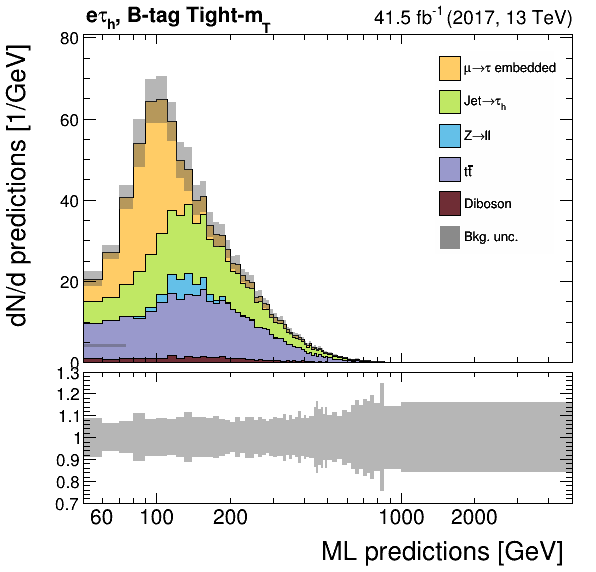 eτh, B-tag Tight-mT
41.5 fb-1 (2017, 13 TeV)
dN/d predictions [1/GeV]
80
60
40
20
0
μ→τ embedded
Jet→τh
Z→ll
tt̄
Diboson
Bkg. unc.
1.3
1.2
1.1
1
0.9
0.8
0.7
60 100 200 1000 2000
ML predictions [GeV]